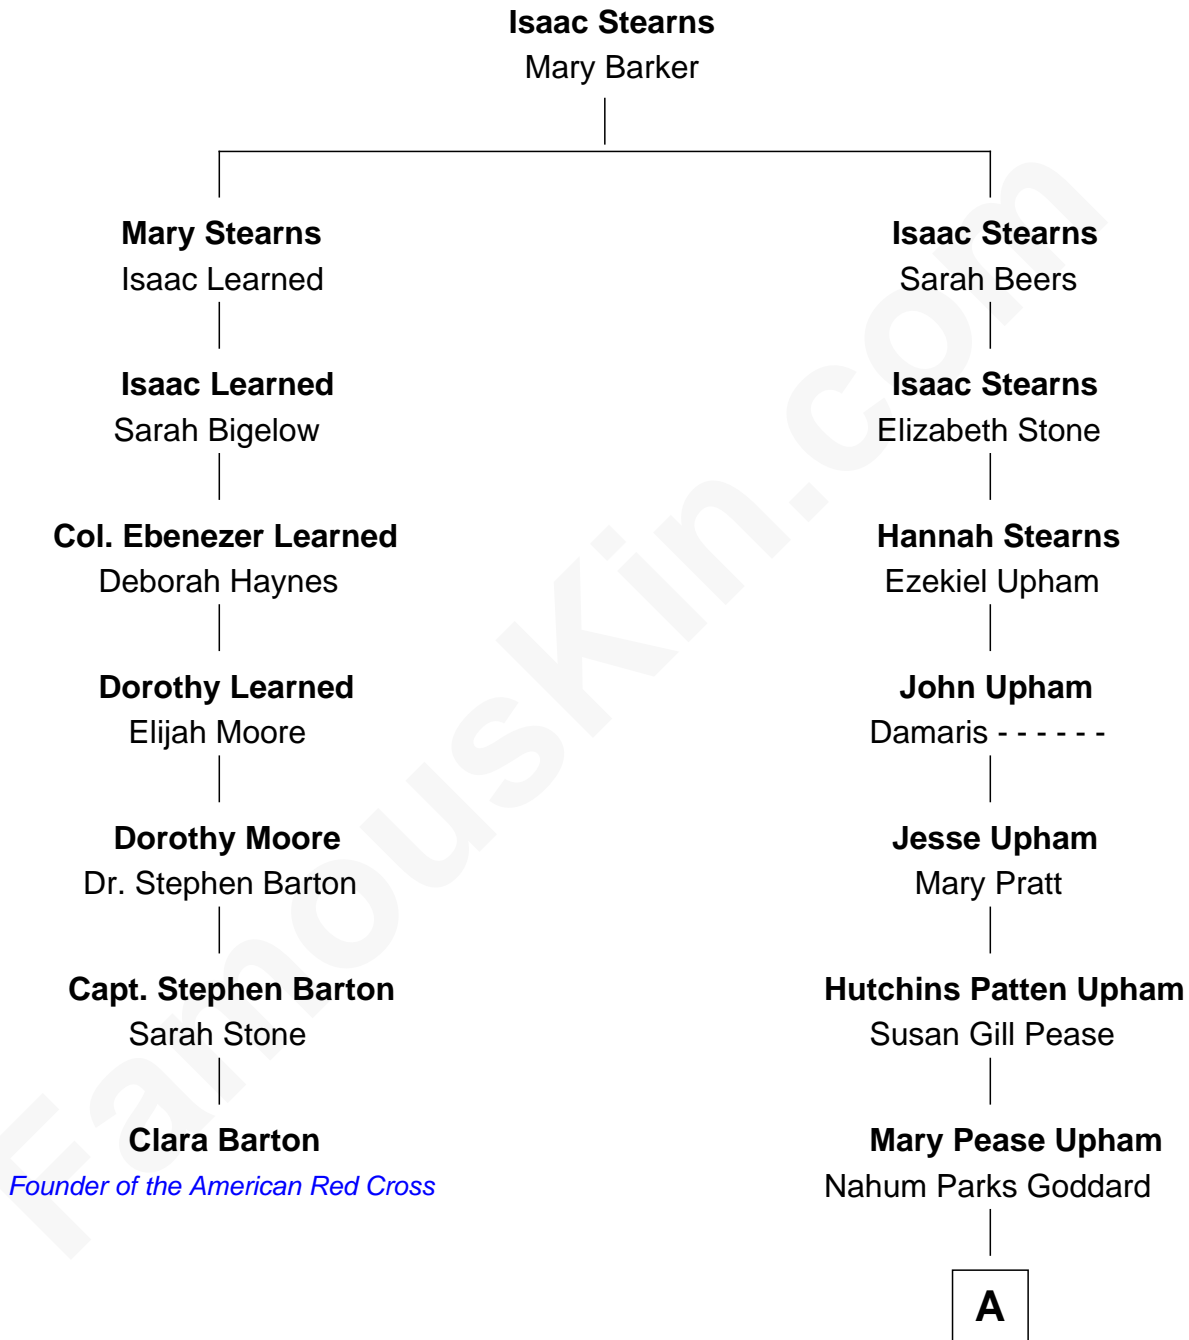 Isaac Stearns
Mary Barker
Mary Stearns
Isaac Learned
Isaac Stearns
Sarah Beers
Isaac Learned
Sarah Bigelow
Isaac Stearns
Elizabeth Stone
Col. Ebenezer Learned
Deborah Haynes
Hannah Stearns
Ezekiel Upham
Dorothy Learned
Elijah Moore
John Upham
Damaris - - - - - -
Dorothy Moore
Dr. Stephen Barton
Jesse Upham
Mary Pratt
Capt. Stephen Barton
Sarah Stone
Hutchins Patten Upham
Susan Gill Pease
Clara Barton
Founder of the American Red Cross
Mary Pease Upham
Nahum Parks Goddard
A
FamousKin.com